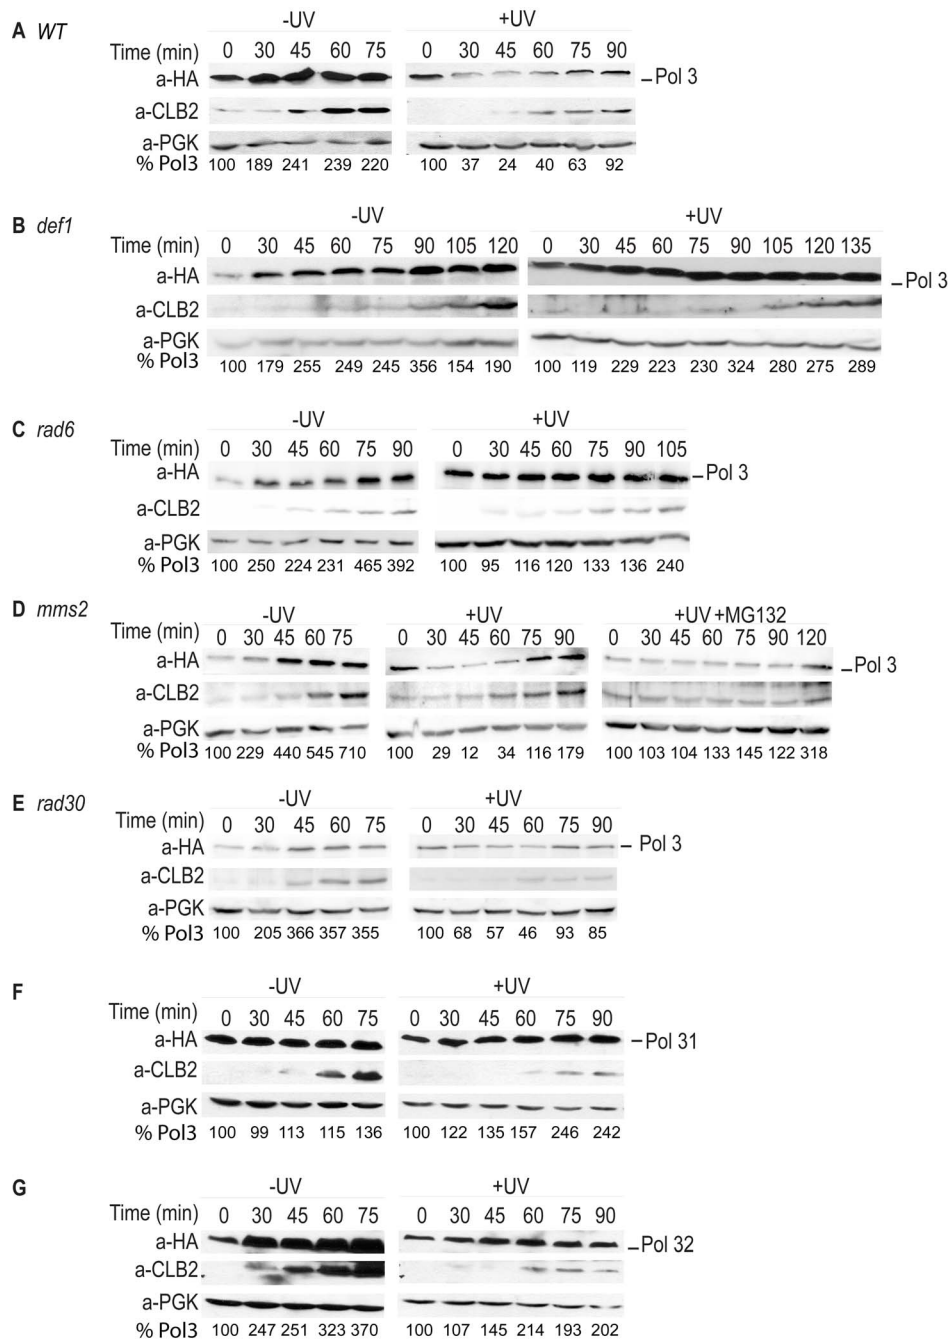 A WT
-UV +UV
Time (min) 0 30 45 60 75 0 30 45 60 75 90
a-HA Pol 3
a-CLB2
a-PGK
% Pol3 100 189 241 239 220 100 37 24 40 63 92
B def1
-UV +UV
Time (min) 0 30 45 60 75 90 105 120 0 30 45 60 75 90 105 120 135
a-HA Pol 3
a-CLB2
a-PGK
% Pol3 100 179 255 249 245 356 154 190 100 119 229 223 230 324 280 275 289
C rad6
-UV +UV
Time (min) 0 30 45 60 75 90 0 30 45 60 75 90 105
a-HA Pol 3
a-CLB2
a-PGK
% Pol3 100 250 224 231 465 392 100 95 116 120 133 136 240
D mms2
-UV +UV +UV +MG132
Time (min) 0 30 45 60 75 0 30 45 60 75 90 0 30 45 60 75 90 120
a-HA Pol 3
a-CLB2
a-PGK
% Pol3 100 229 440 545 710 100 29 12 34 116 179 100 103 104 133 145 122 318
E rad30
-UV +UV
Time (min) 0 30 45 60 75 0 30 45 60 75 90
a-HA Pol 3
a-CLB2
a-PGK
% Pol3 100 205 366 357 355 100 68 57 46 93 85
F
-UV +UV
Time (min) 0 30 45 60 75 0 30 45 60 75 90
a-HA Pol 31
a-CLB2
a-PGK
% Pol3 100 99 113 115 136 100 122 135 157 246 242
G
-UV +UV
Time (min) 0 30 45 60 75 0 30 45 60 75 90
a-HA Pol 32
a-CLB2
a-PGK
% Pol3 100 247 251 323 370 100 107 145 214 193 202